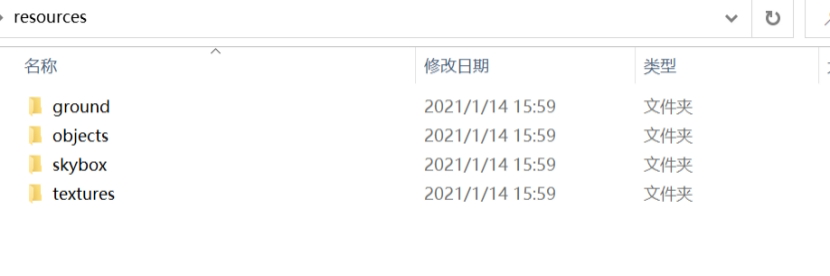 resources
名称 修改日期 类型
ground 2021/1/14 15:59 文件夹
objects 2021/1/14 15:59 文件夹
skybox 2021/1/14 15:59 文件夹
textures 2021/1/14 15:59 文件夹